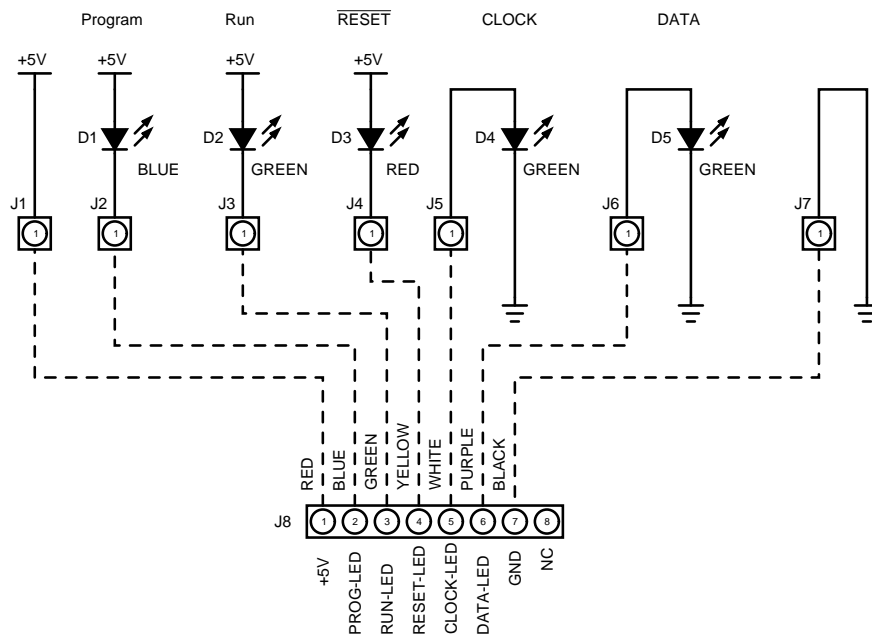 Program Run RESET CLOCK DATA
+5V +5V +5V +5V
D1 D2 D3 D4 D5
BLUE GREEN RED GREEN GREEN
J1 J2 J3 J4 J5 J6 J7
1 1 1 1 1 1 1
RED
BLUE
GREEN
YELLOW
WHITE
PURPLE
BLACK
J8 1 2 3 4 5 6 7 8
+5V
PROG-LED
RUN-LED
RESET-LED
CLOCK-LED
DATA-LED
GND
NC